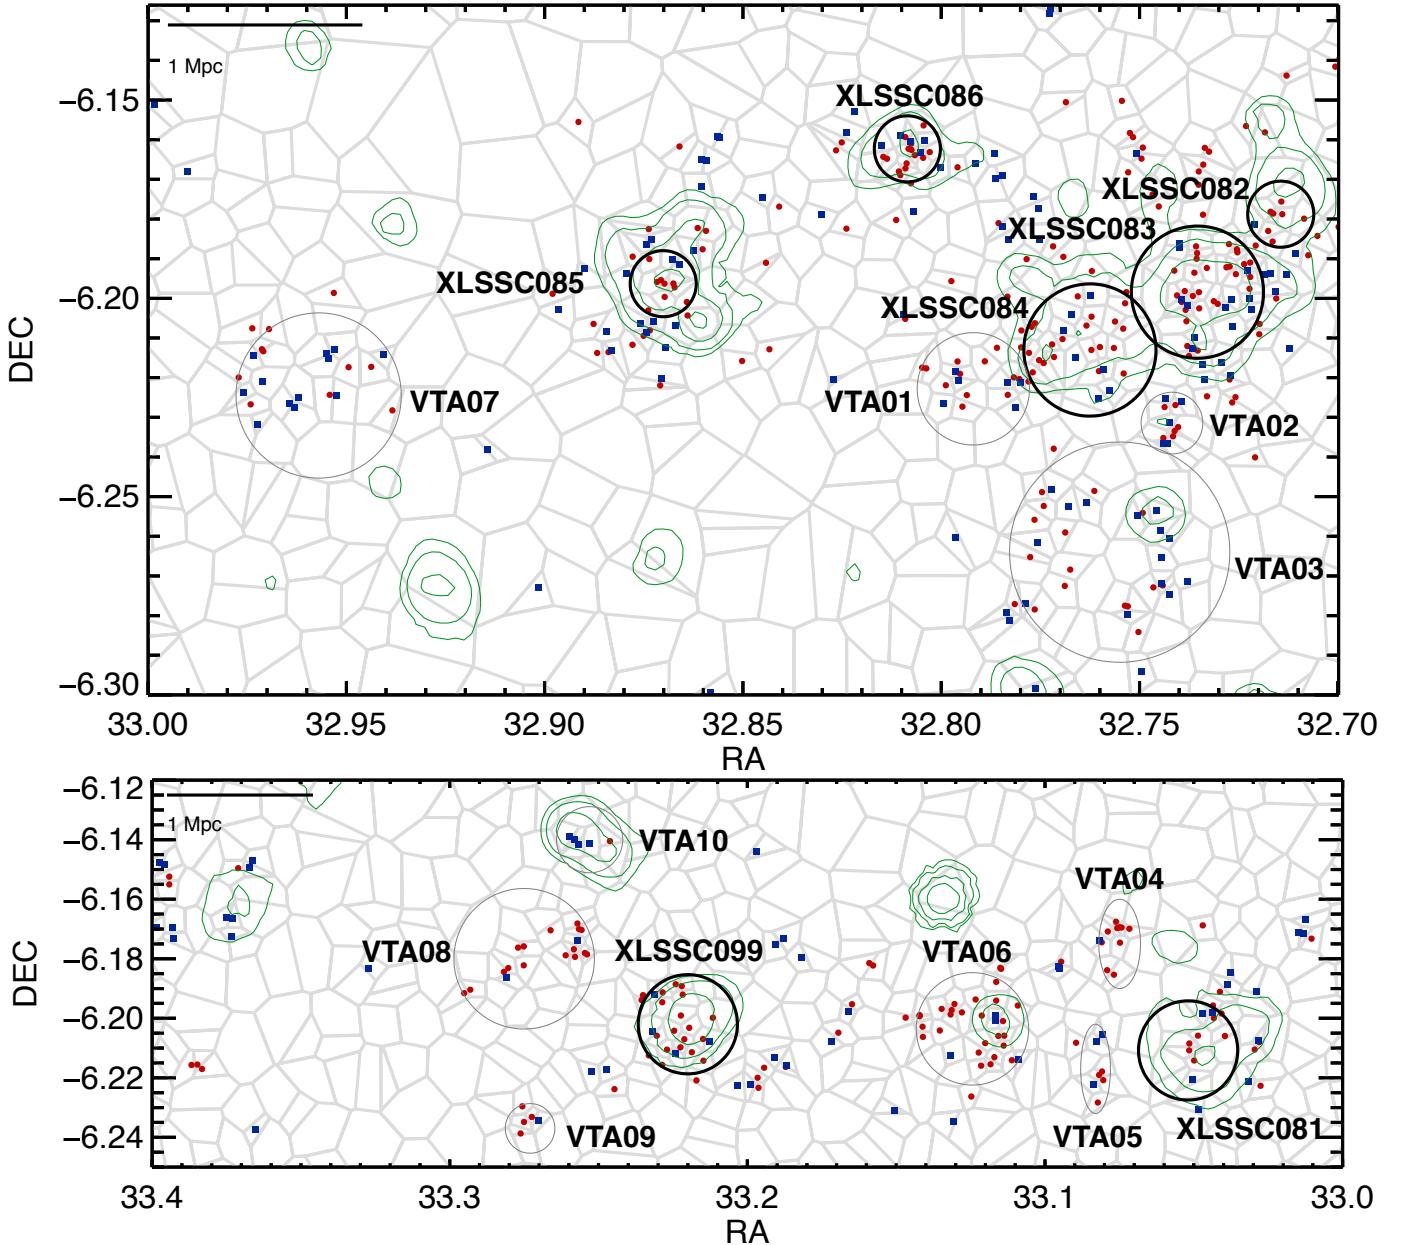 1 Mpc
XLSSC086
XLSSC082
XLSSC083
XLSSC085
XLSSC084
VTA07
VTA01
VTA02
VTA03
−6.15
−6.20
−6.25
−6.30
DEC
33.00 32.95 32.90 32.85 32.80 32.75 32.70
RA
1 Mpc
VTA10
VTA04
VTA08
XLSSC099
VTA06
VTA09
VTA05
XLSSC081
−6.12
−6.14
−6.16
−6.18
−6.20
−6.22
−6.24
DEC
33.4 33.3 33.2 33.1 33.0
RA